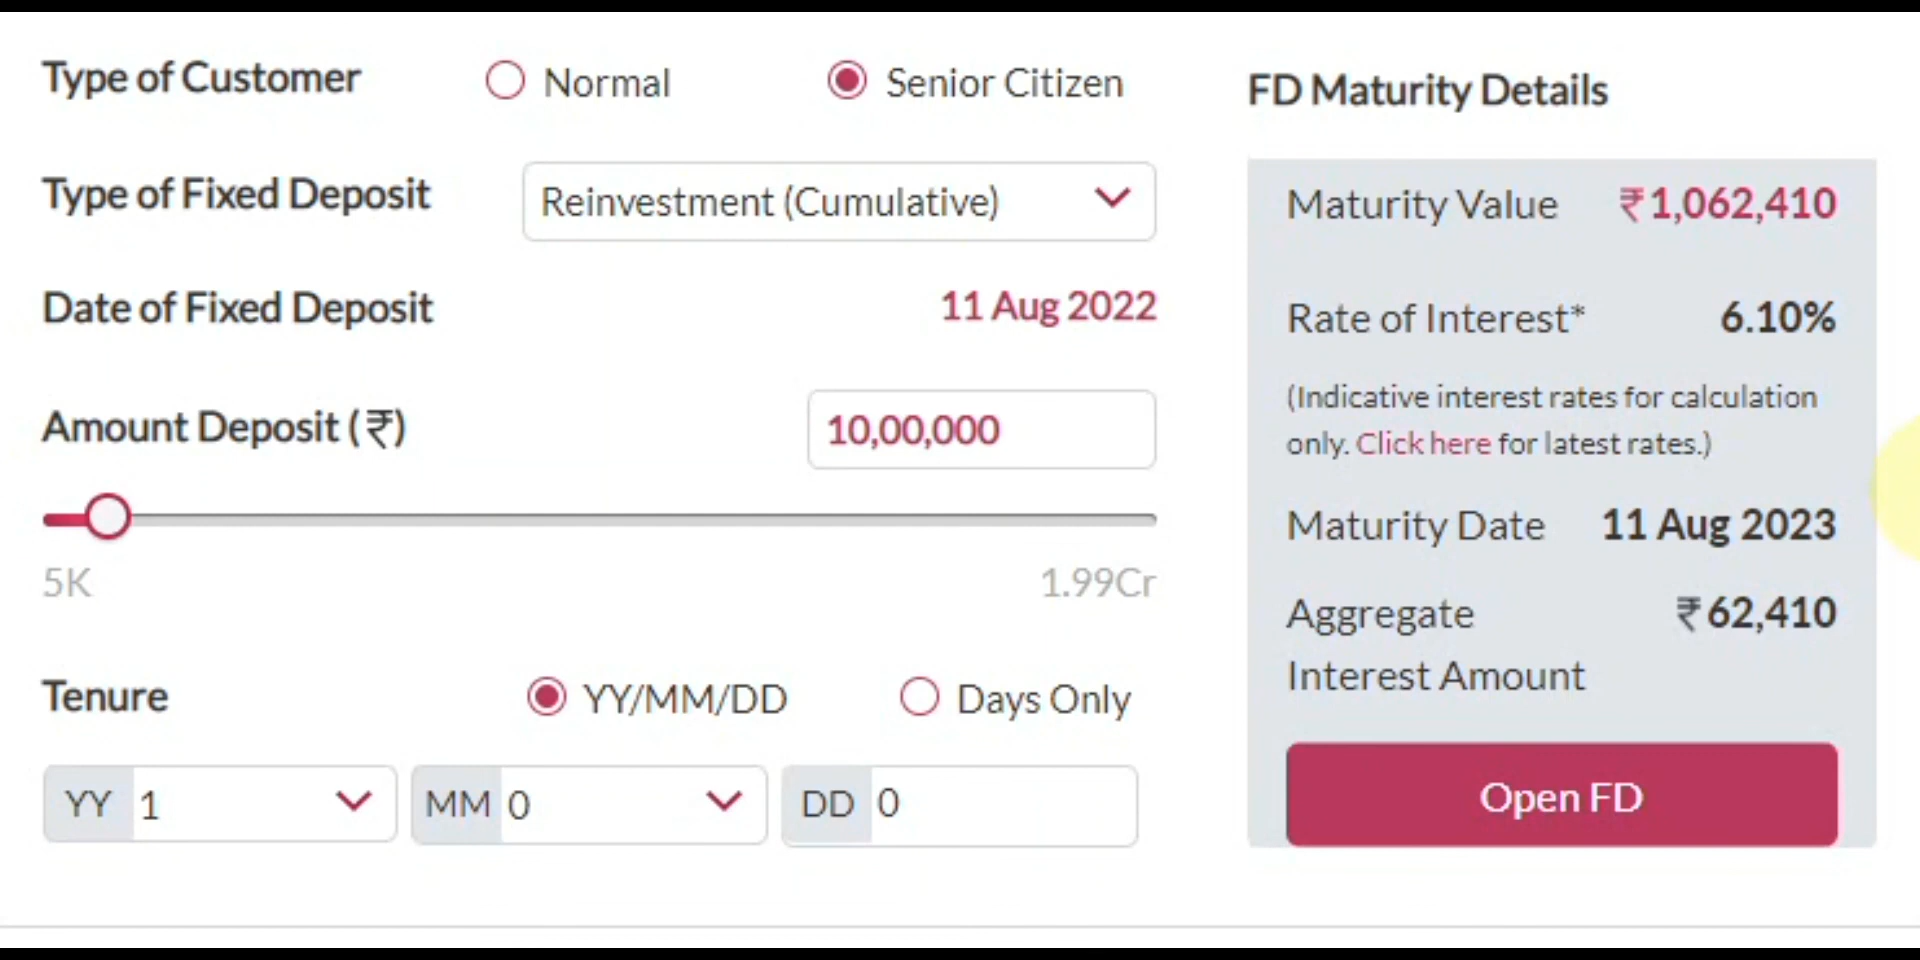 Type of Customer
Normal
Senior Citizen
Type of Fixed Deposit
Reinvestment (Cumulative)
Date of Fixed Deposit
11 Aug 2022
Amount Deposit (₹)
10,00,000
5K
1.99Cr
Tenure
YY/MM/DD
Days Only
YY 1
MM 0
DD 0
FD Maturity Details
Maturity Value ₹1,062,410
Rate of Interest* 6.10%
(Indicative interest rates for calculation
only. Click here for latest rates.)
Maturity Date 11 Aug 2023
Aggregate ₹62,410
Interest Amount
Open FD